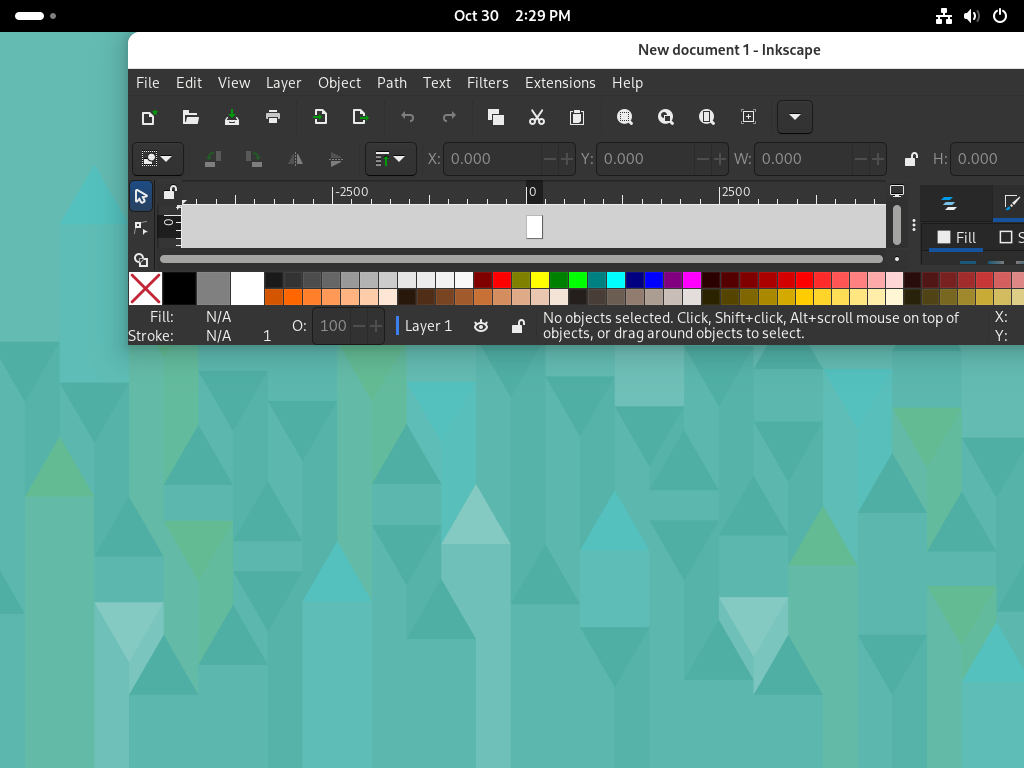 Oct 30 2:29 PM
New document 1 - Inkscape
File Edit View Layer Object Path Text Filters Extensions Help
X: 0.000 Y: 0.000 W: 0.000 H: 0.000
-2500 0 2500
0
Fill S
Fill: N/A
Stroke: N/A 1
O: 100
Layer 1
No objects selected. Click, Shift+click, Alt+scroll mouse on top of
objects, or drag around objects to select.
X:
Y: